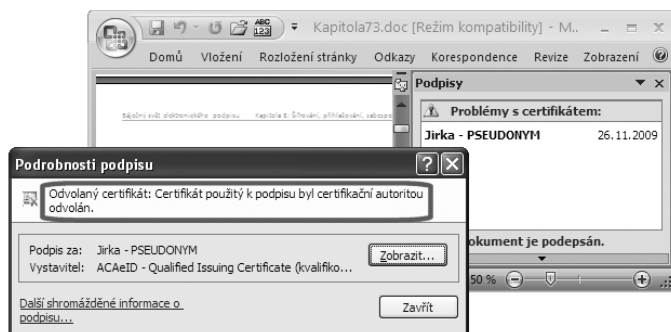 ABC
123
Kapitola73.doc [Režim kompatibility] - M..
Domů Vložení Rozložení stránky Odkazy Korespondence Revize Zobrazení
Podpisy
Báječný svět elektronického podpisu Kapitola 8: Šifrování, přihlašování, zabezpe
Problémy s certifikátem:
Jirka - PSEUDONYM 26.11.2009
Podrobnosti podpisu
Odvolaný certifikát: Certifikát použitý k podpisu byl certifikační autoritou
odvolán.
Podpis za: Jirka - PSEUDONYM
Zobrazit...
Vystavitel: ACAeID - Qualified Issuing Certificate (kvalifiko...
okument je podepsán.
50 %
Další shromážděné informace o
podpisu...
Zavřít